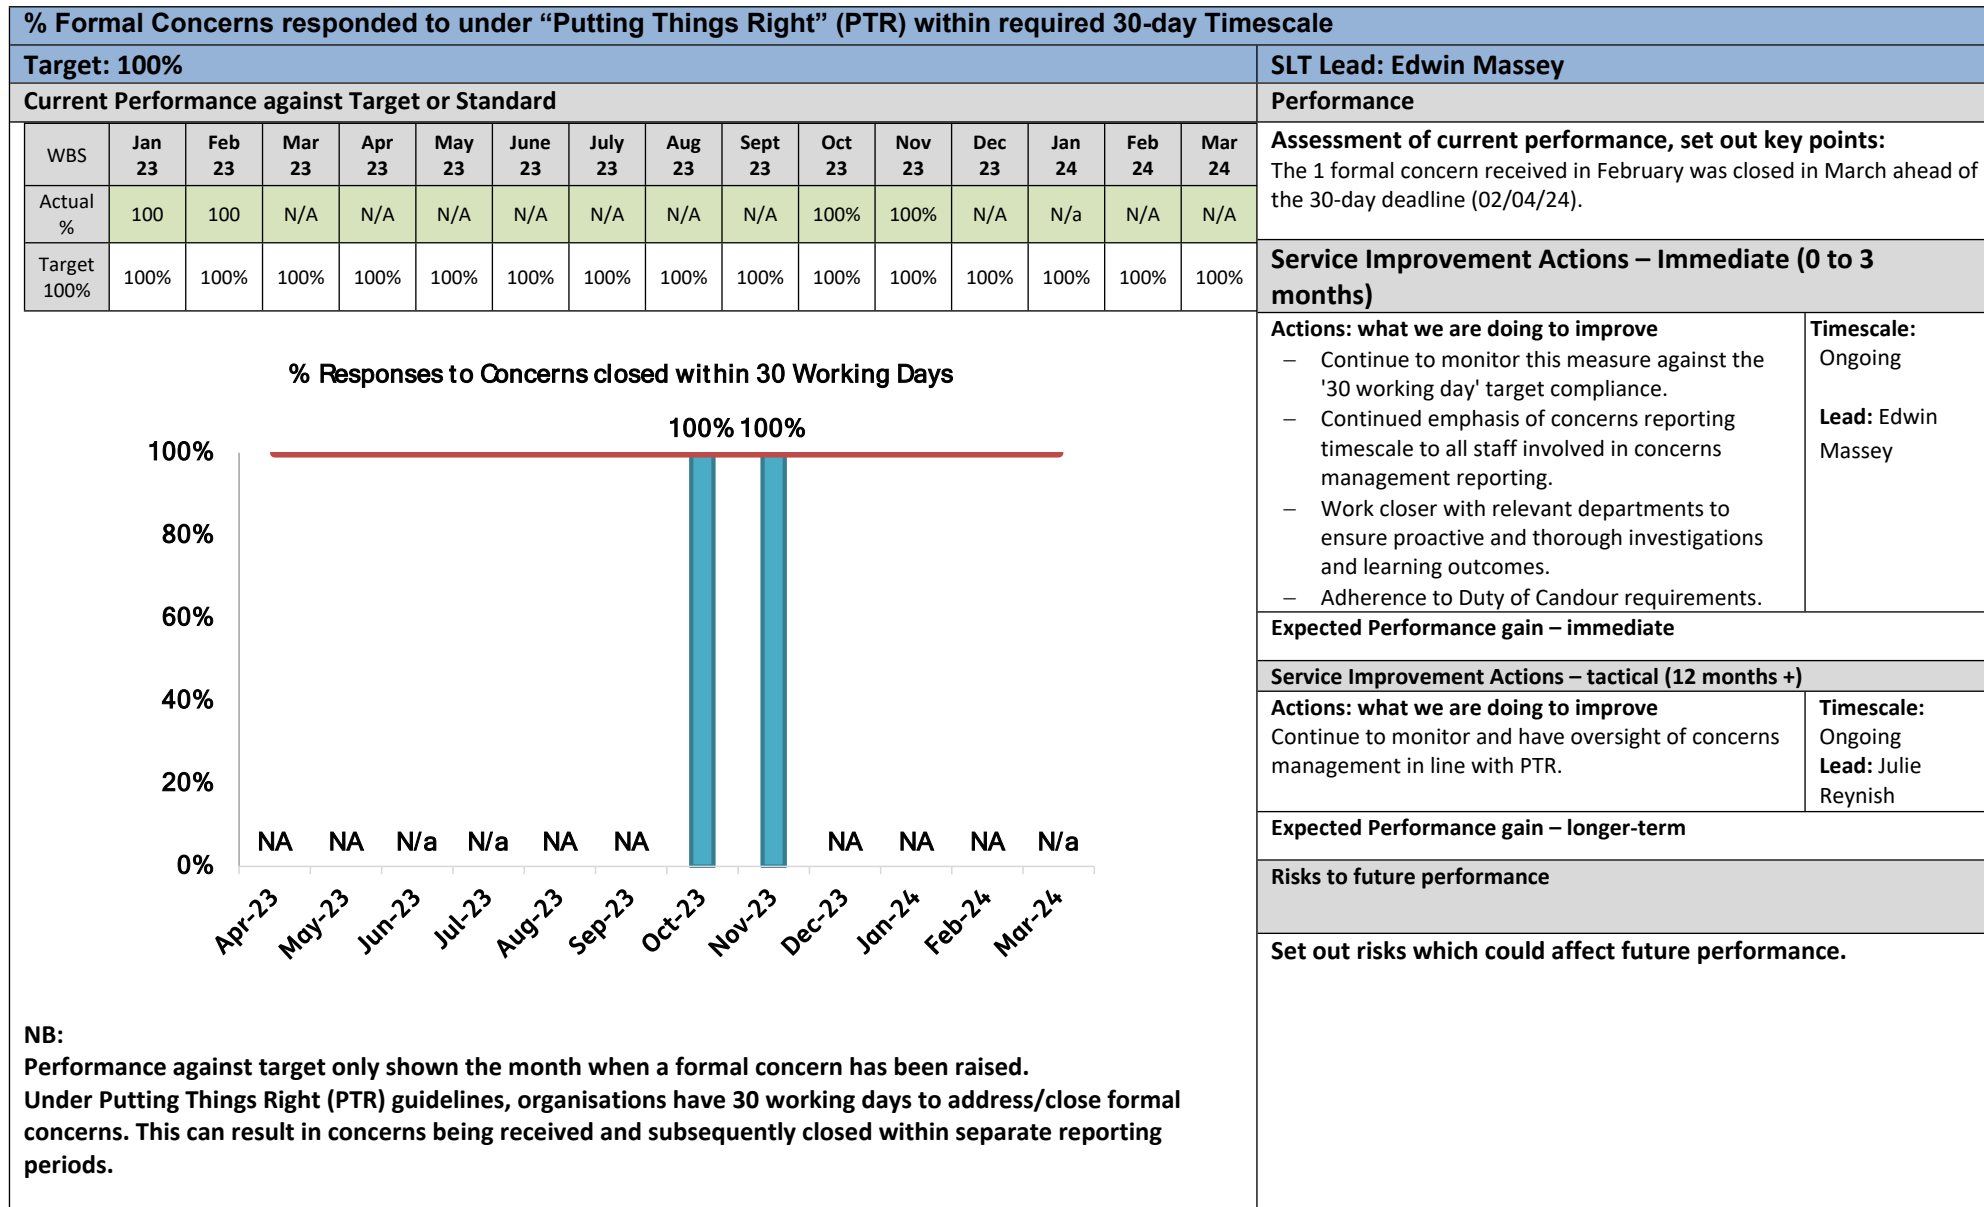 % Formal Concerns responded to under “Putting Things Right” (PTR) within required 30-day Timescale
Target: 100%
SLT Lead: Edwin Massey
Current Performance against Target or Standard
Performance
WBS Jan 23 Feb 23 Mar 23 Apr 23 May 23 June 23 July 23 Aug 23 Sept 23 Oct 23 Nov 23 Dec 23 Jan 24 Feb 24 Mar 24
Actual % 100 100 N/A N/A N/A N/A N/A N/A N/A 100% 100% N/A N/a N/A N/A
Target 100% 100% 100% 100% 100% 100% 100% 100% 100% 100% 100% 100% 100% 100% 100% 100%
% Responses to Concerns closed within 30 Working Days
100% 100%
100%
80%
60%
40%
20%
0%
NA NA N/a N/a NA NA NA NA NA N/a
Apr-23 May-23 Jun-23 Jul-23 Aug-23 Sep-23 Oct-23 Nov-23 Dec-23 Jan-24 Feb-24 Mar-24
NB:
Performance against target only shown the month when a formal concern has been raised.
Under Putting Things Right (PTR) guidelines, organisations have 30 working days to address/close formal
concerns. This can result in concerns being received and subsequently closed within separate reporting
periods.
Assessment of current performance, set out key points:
The 1 formal concern received in February was closed in March ahead of
the 30-day deadline (02/04/24).
Service Improvement Actions – Immediate (0 to 3
months)
Actions: what we are doing to improve
– Continue to monitor this measure against the
'30 working day' target compliance.
– Continued emphasis of concerns reporting
timescale to all staff involved in concerns
management reporting.
– Work closer with relevant departments to
ensure proactive and thorough investigations
and learning outcomes.
– Adherence to Duty of Candour requirements.
Timescale:
Ongoing
Lead: Edwin
Massey
Expected Performance gain – immediate
Service Improvement Actions – tactical (12 months +)
Actions: what we are doing to improve
Continue to monitor and have oversight of concerns
management in line with PTR.
Timescale:
Ongoing
Lead: Julie
Reynish
Expected Performance gain – longer-term
Risks to future performance
Set out risks which could affect future performance.